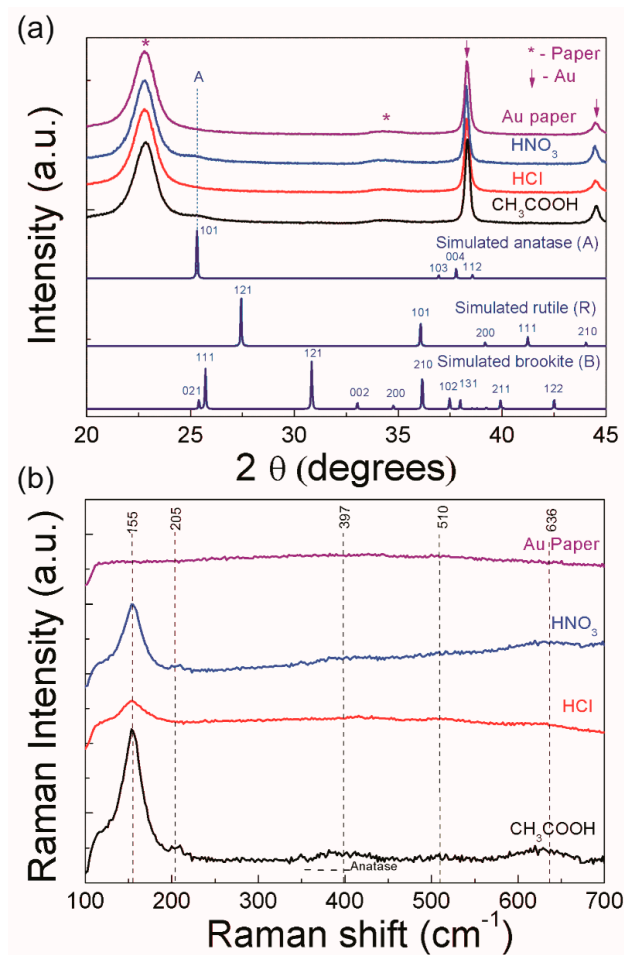 (a)
* - Paper
A
↓ - Au
*
*
Au paper
HNO₃
HCl
CH₃COOH
Intensity (a.u.)
101
Simulated anatase (A)
103 004 112
121
Simulated rutile (R)
101
200 111 210
Simulated brookite (B)
021 111 121
002 200 210 102 131 211 122
20 25 30 35 40 45
2 θ (degrees)
(b)
155 205 397 510 636
Au Paper
HNO₃
HCl
CH₃COOH
Anatase
Raman Intensity (a.u.)
100 200 300 400 500 600 700
Raman shift (cm⁻¹)